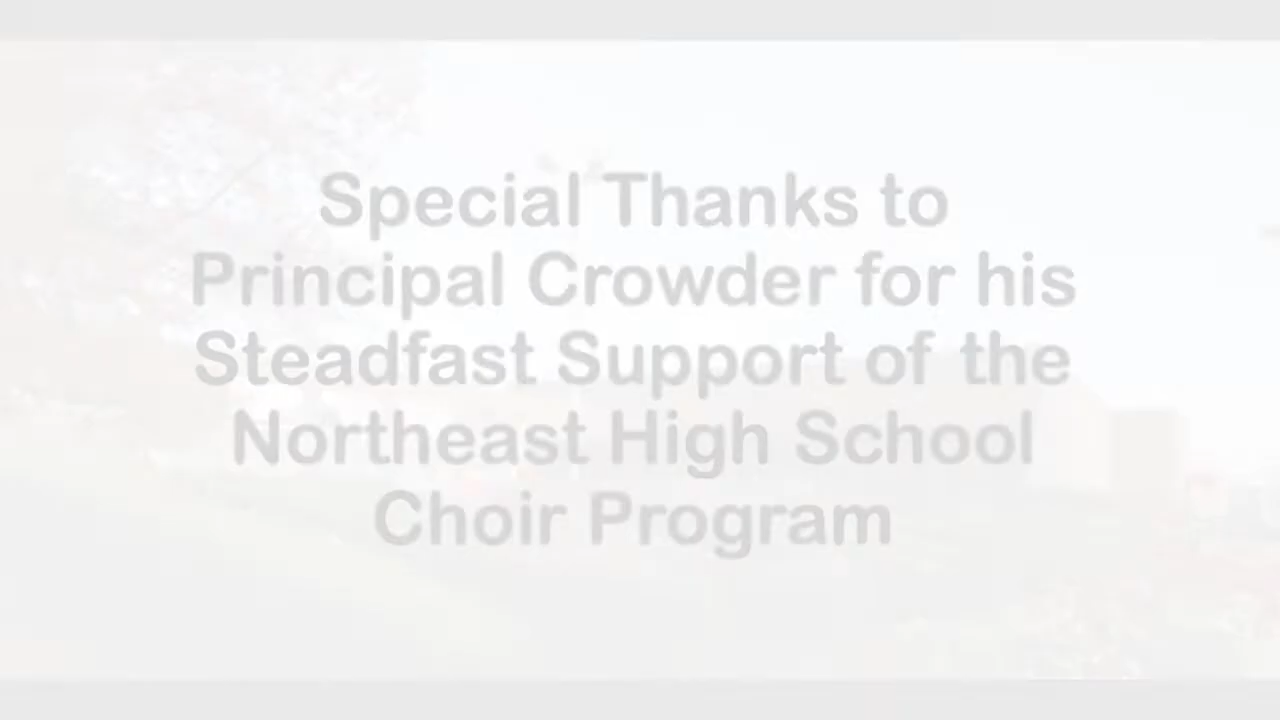 Special Thanks to
Principal Crowder for his
Steadfast Support of the
Northeast High School
Choir Program